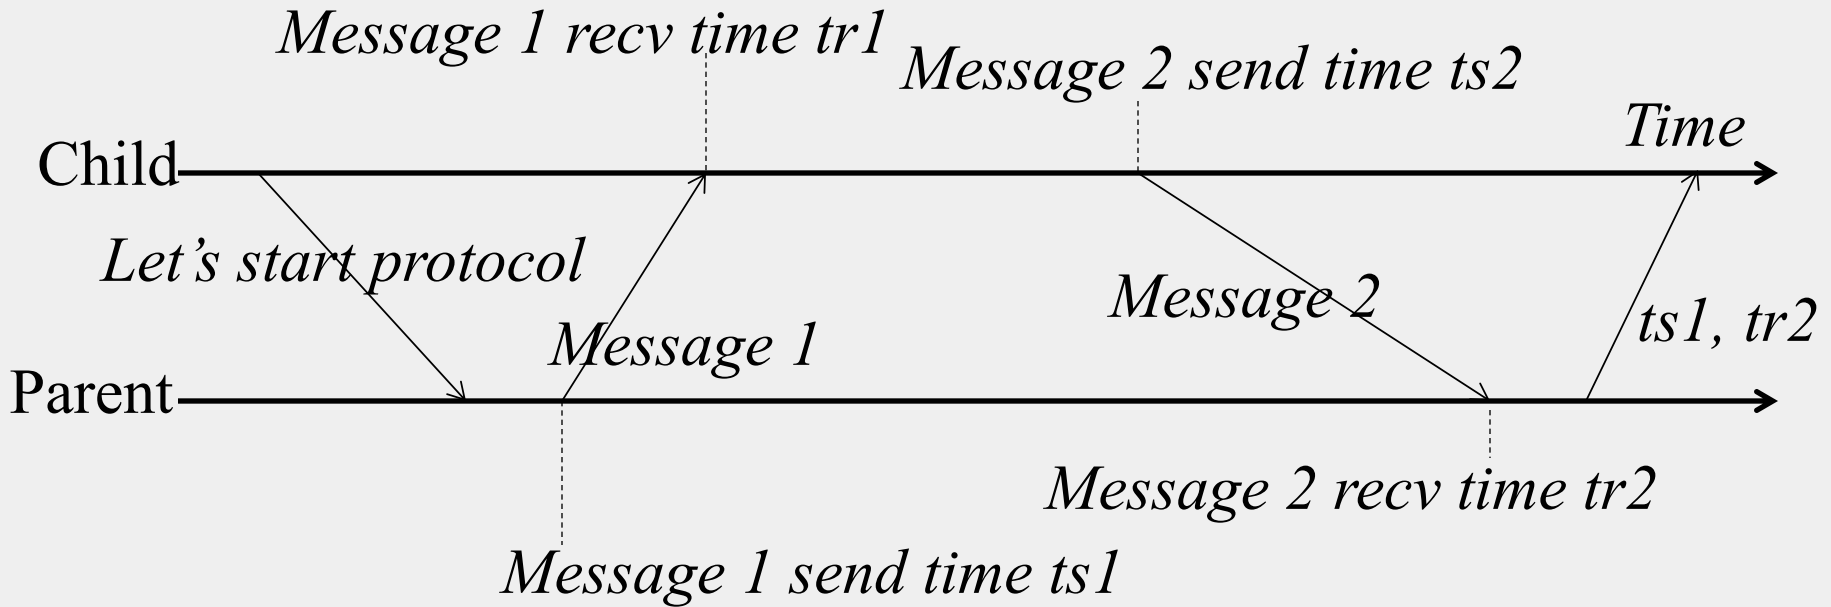 Message 1 recv time tr1
Message 2 send time ts2
Time
Child
Let’s start protocol
Message 2
Message 1
ts1, tr2
Parent
Message 2 recv time tr2
Message 1 send time ts1